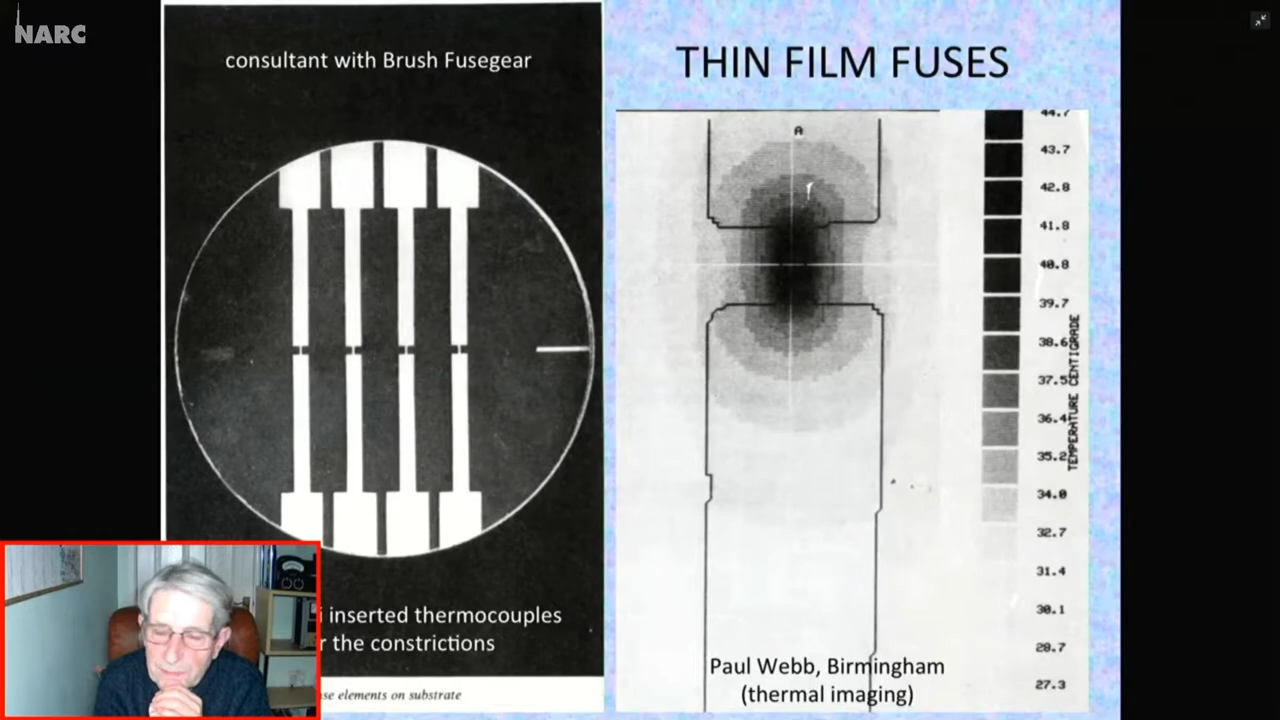 NARC
consultant with Brush Fusegear
THIN FILM FUSES
A
44.7
43.7
42.8
41.8
40.8
39.7
38.6
37.5
36.4
35.2
34.0
32.7
31.4
30.1
28.7
27.3
TEMPERATURE CENTIGRADE
inserted thermocouples
the constrictions
elements on substrate
Paul Webb, Birmingham
(thermal imaging)